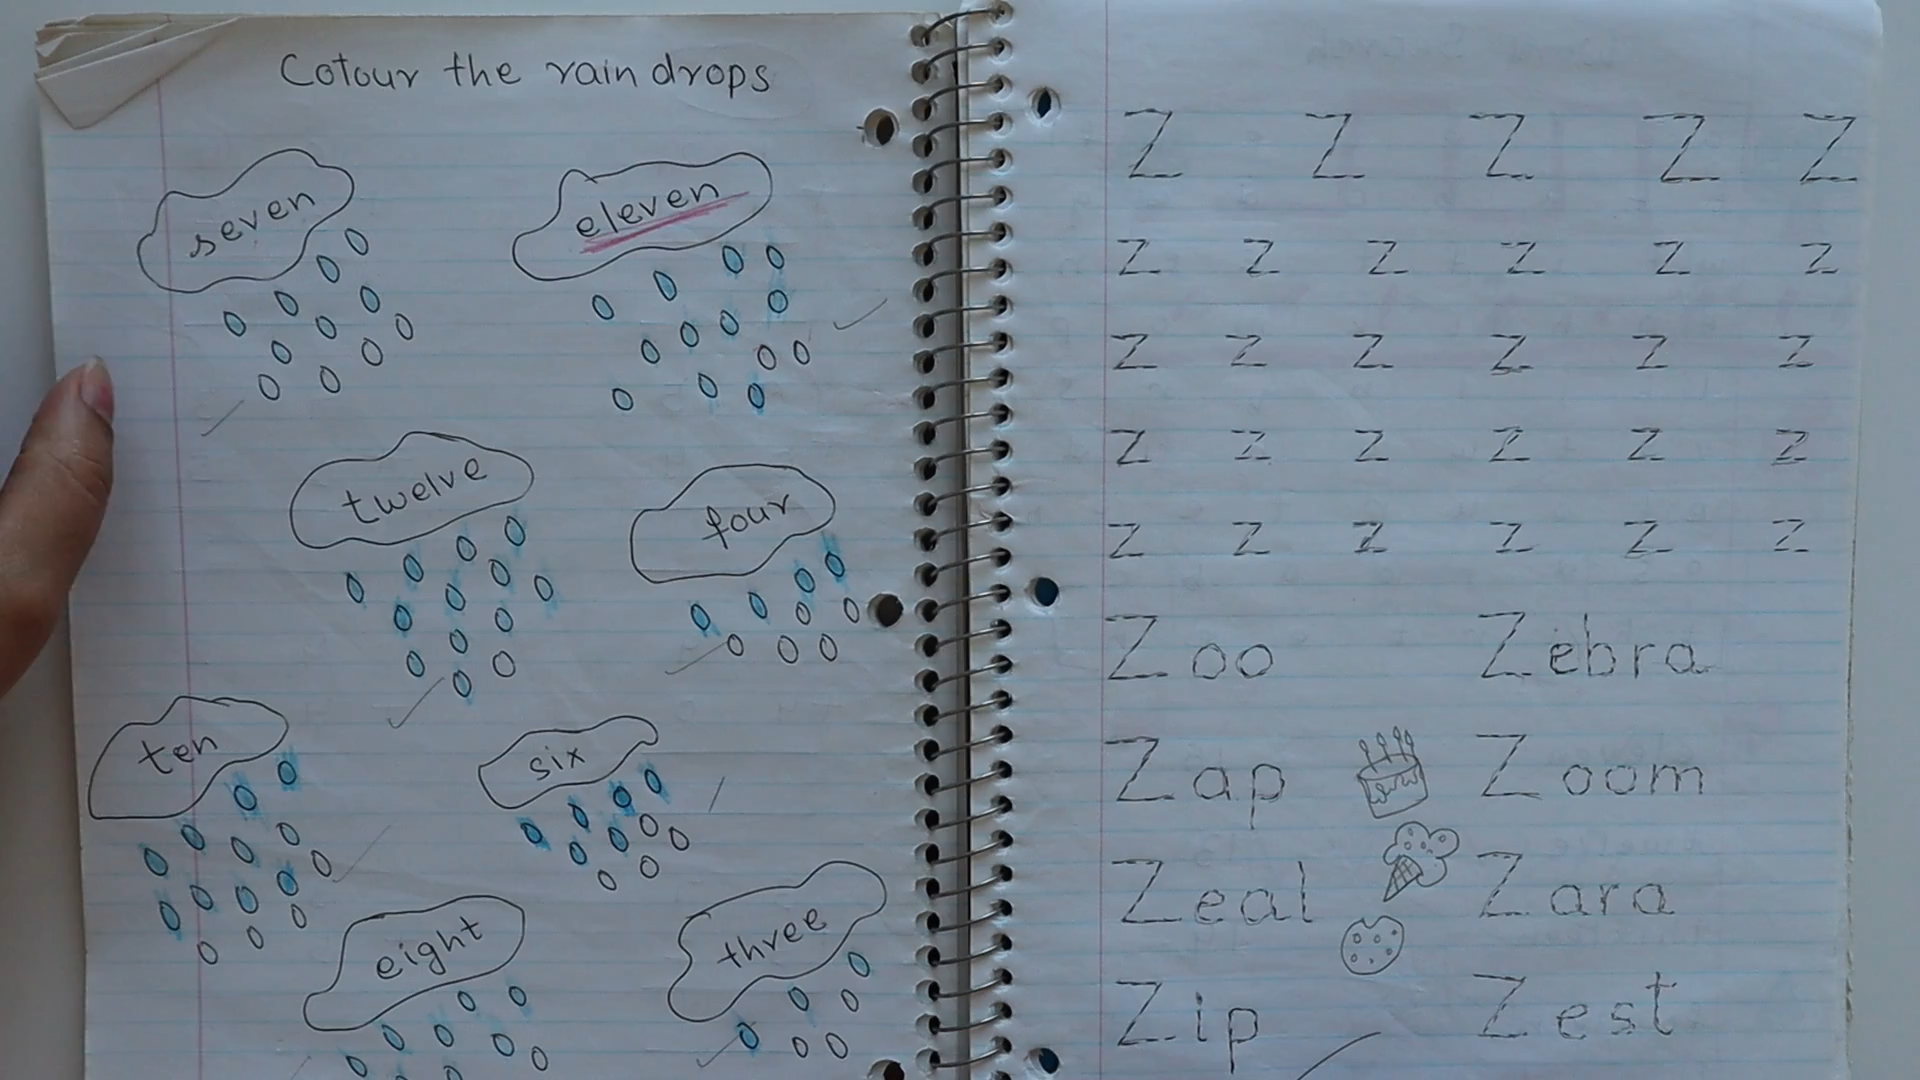 Colour the rain drops
seven
eleven
twelve
four
ten
six
eight
three
Z Z Z Z Z
z z z z z z
z z z z z z
z z z z z z
z z z z z z
Zoo Zebra
Zap Zoom
Zeal Zara
Zip Zest